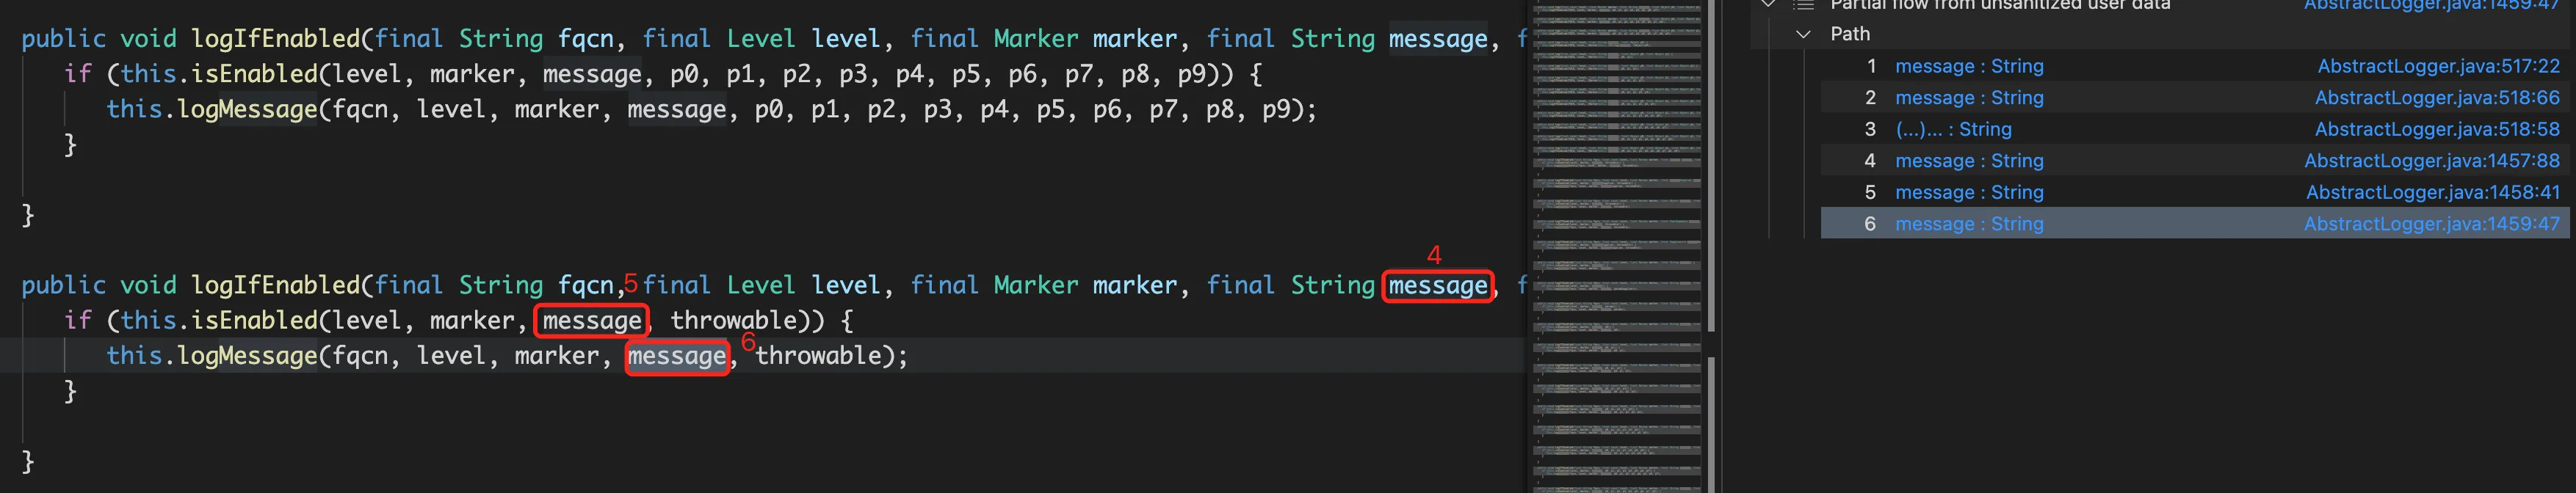 public void logIfEnabled(final String fqcn, final Level level, final Marker marker, final String message, f
if (this.isEnabled(level, marker, message, p0, p1, p2, p3, p4, p5, p6, p7, p8, p9)) {
this.logMessage(fqcn, level, marker, message, p0, p1, p2, p3, p4, p5, p6, p7, p8, p9);
}
}
4
public void logIfEnabled(final String fqcn,5 final Level level, final Marker marker, final String message, f
if (this.isEnabled(level, marker, message, throwable)) {
this.logMessage(fqcn, level, marker, message, 6 throwable);
}
}
Partial flow from unsanitized user data AbstractLogger.java:1459:47
Path
1 message : String AbstractLogger.java:517:22
2 message : String AbstractLogger.java:518:66
3 (...)... : String AbstractLogger.java:518:58
4 message : String AbstractLogger.java:1457:88
5 message : String AbstractLogger.java:1458:41
6 message : String AbstractLogger.java:1459:47